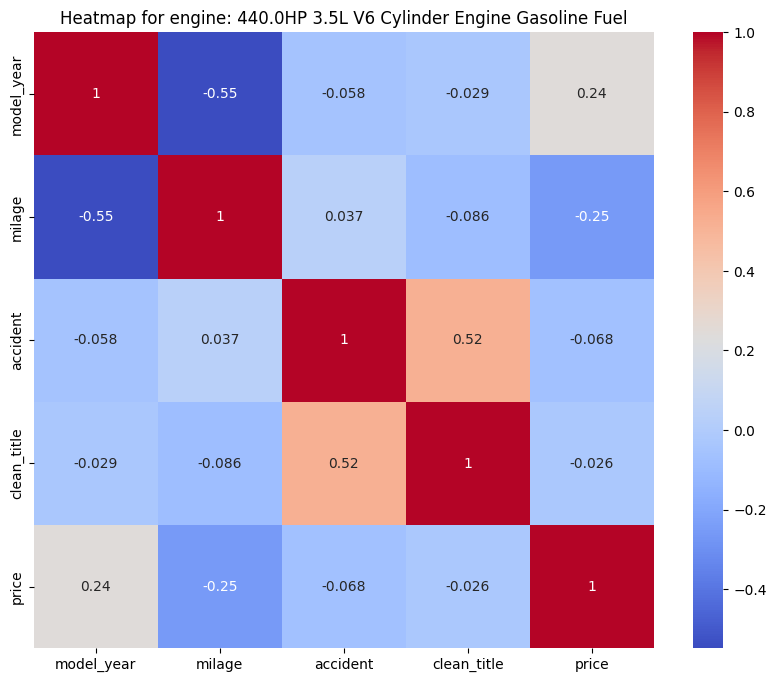 Heatmap for engine: 440.0HP 3.5L V6 Cylinder Engine Gasoline Fuel
model_year 1 -0.55 -0.058 -0.029 0.24
milage -0.55 1 0.037 -0.086 -0.25
accident -0.058 0.037 1 0.52 -0.068
clean_title -0.029 -0.086 0.52 1 -0.026
price 0.24 -0.25 -0.068 -0.026 1
model_year milage accident clean_title price
1.0
0.8
0.6
0.4
0.2
0.0
−0.2
−0.4